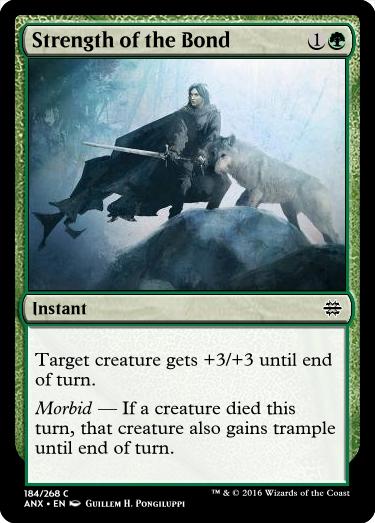 Strength of the Bond 1
Instant
Target creature gets +3/+3 until end
of turn.
Morbid — If a creature died this
turn, that creature also gains trample
until end of turn.
184/268 C
ANX • EN Guillem H. Pongiluppi
™ & © 2016 Wizards of the Coast